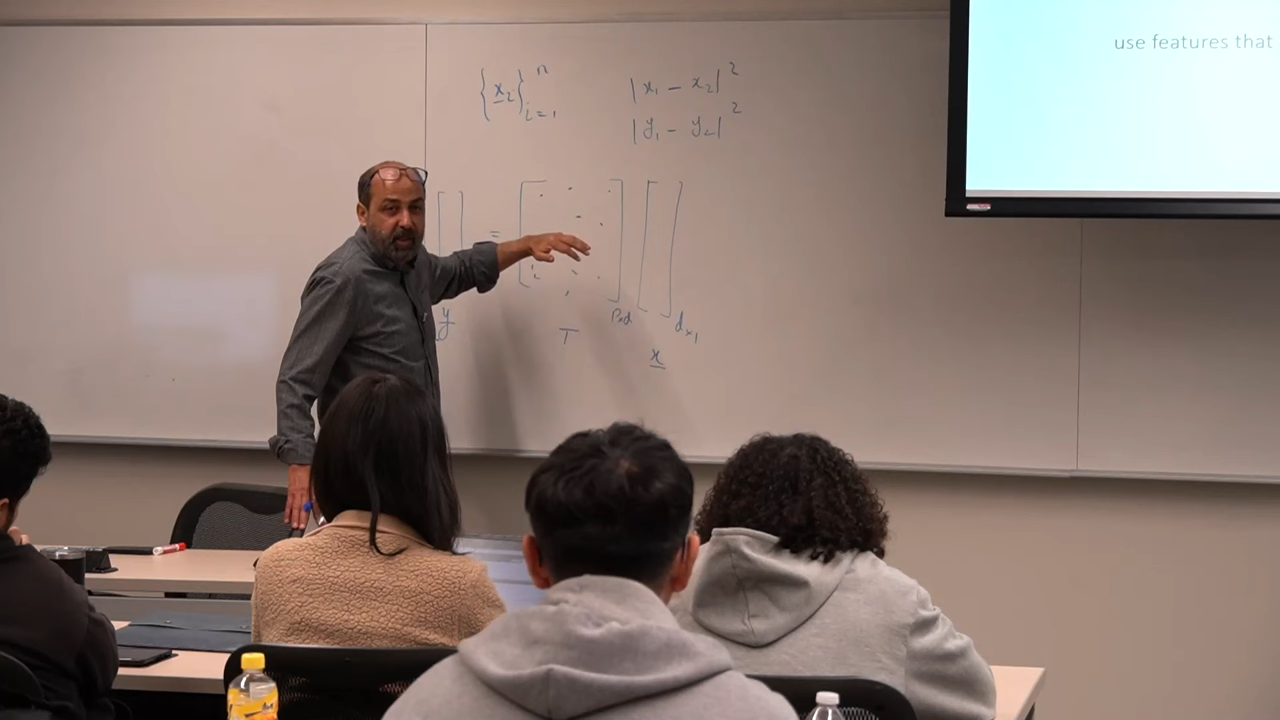 {x_i}_{i=1}^n
|x_1 - x_2|^2
|y_1 - y_2|^2
[ ] = [ ] [ ]
y T p×d x d×1
use features that